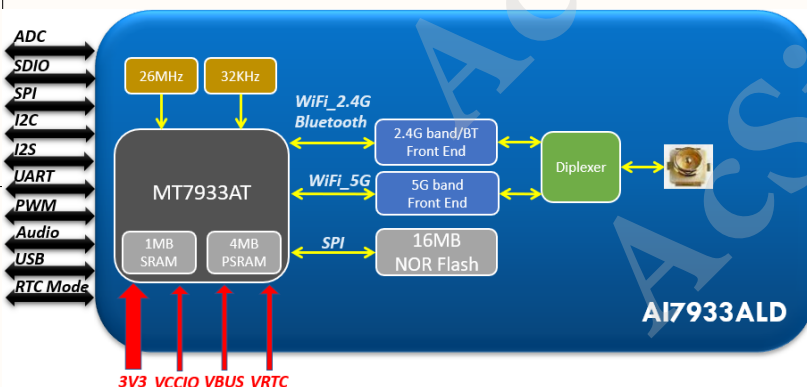 ADC
SDIO
SPI
I2C
I2S
UART
PWM
Audio
USB
RTC Mode
26MHz
32KHz
WiFi_2.4G
Bluetooth
2.4G band/BT
Front End
Diplexer
MT7933AT
WiFi_5G
5G band
Front End
1MB
SRAM
4MB
PSRAM
SPI
16MB
NOR Flash
AI7933ALD
3V3 VCCIO VBUS VRTC